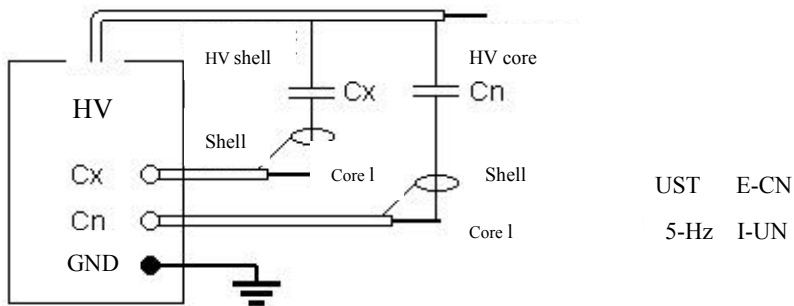 HV shell
HV core
HV
Cx
Cn
Shell
Cx
Core l
Shell
UST E-CN
Cn
Core l
5-Hz I-UN
GND